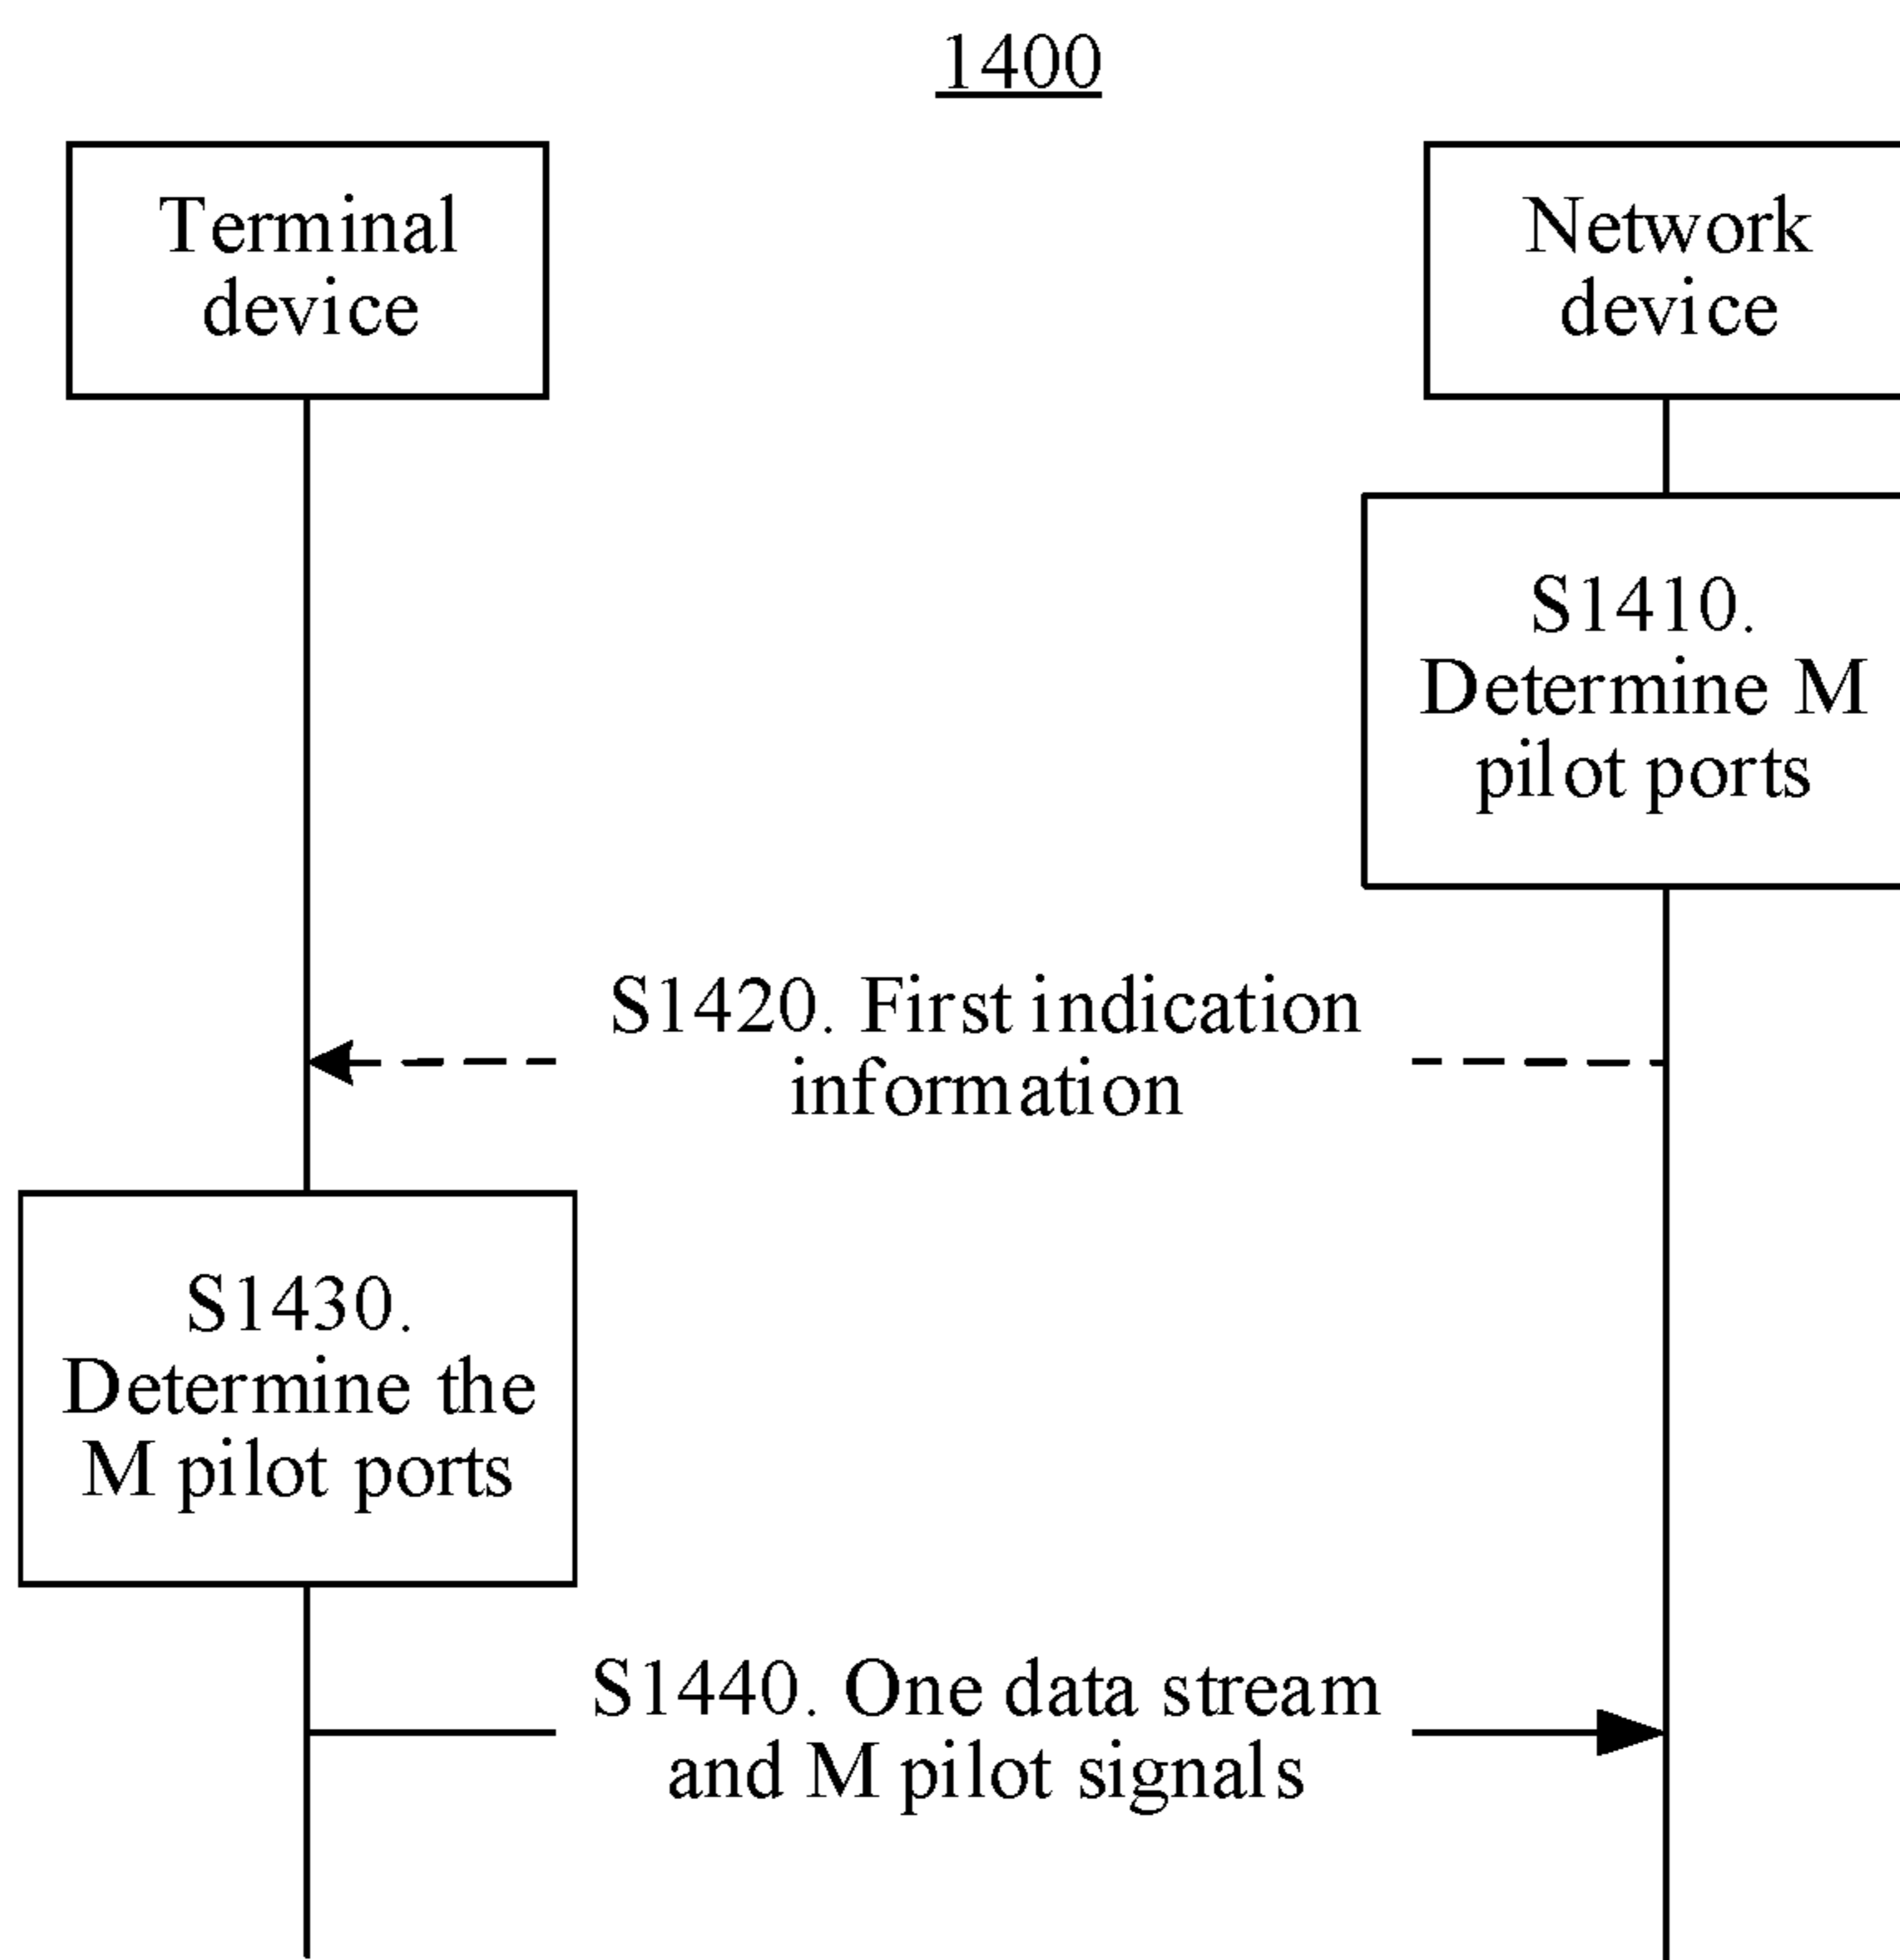 1400
Terminal
device
Network
device
S1410.
Determine M
pilot ports
S1420. First indication
information
S1430.
Determine the
M pilot ports
S1440. One data stream
and M pilot signals